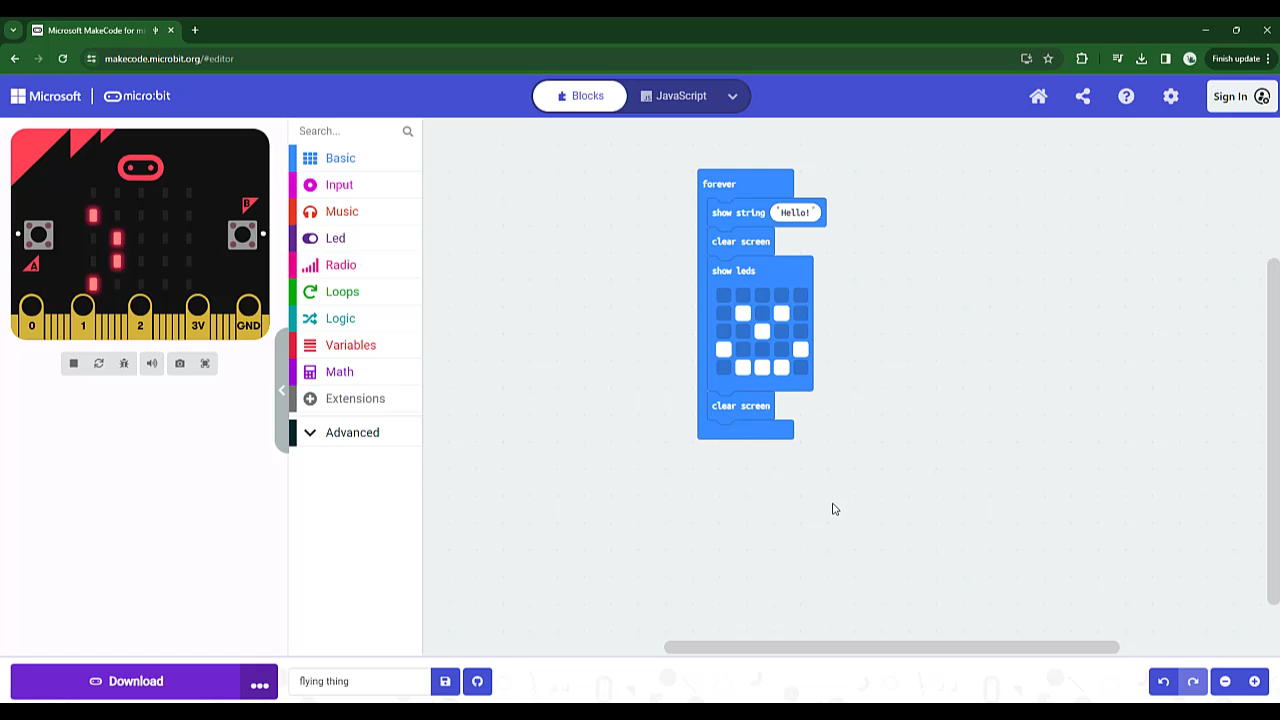 Microsoft MakeCode for mi
makecode.microbit.org/#editor
Finish update
Microsoft
micro:bit
Blocks
JavaScript
Sign In
B
A
0
1
2
3V
GND
Search...
Basic
Input
Music
Led
Radio
Loops
Logic
Variables
Math
Extensions
Advanced
forever
show string "Hello!"
clear screen
show leds
clear screen
Download
flying thing